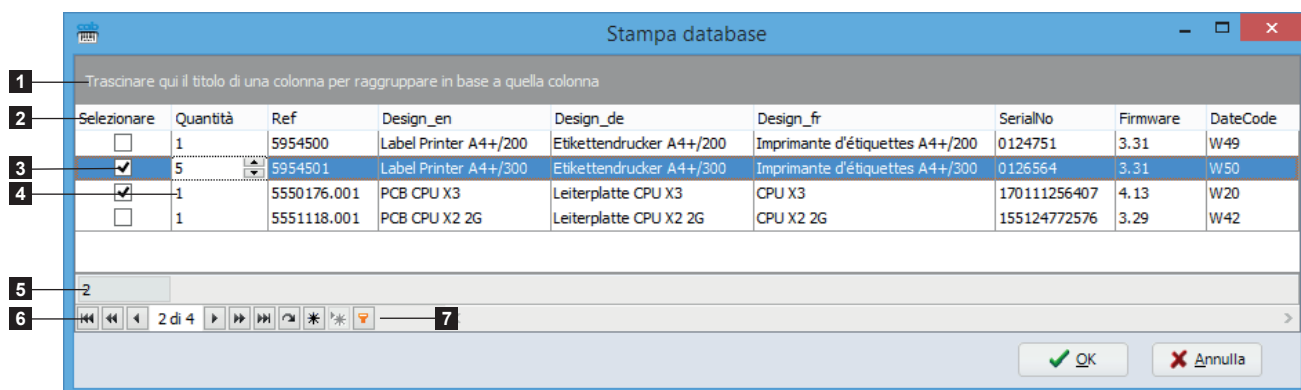 cab
Stampa database
1
Trascinare qui il titolo di una colonna per raggruppare in base a quella colonna
2 Selezionare Quantità Ref Design_en Design_de Design_fr SerialNo Firmware DateCode
1 5954500 Label Printer A4+/200 Etikettendrucker A4+/200 Imprimante d'étiquettes A4+/200 0124751 3.31 W49
3 5 5954501 Label Printer A4+/300 Etikettendrucker A4+/300 Imprimante d'étiquettes A4+/300 0126564 3.31 W50
4 1 5550176.001 PCB CPU X3 Leiterplatte CPU X3 CPU X3 170111256407 4.13 W20
1 5551118.001 PCB CPU X2 2G Leiterplatte CPU X2 2G CPU X2 2G 155124772576 3.29 W42
5 2
6 2 di 4 7
OK Annulla